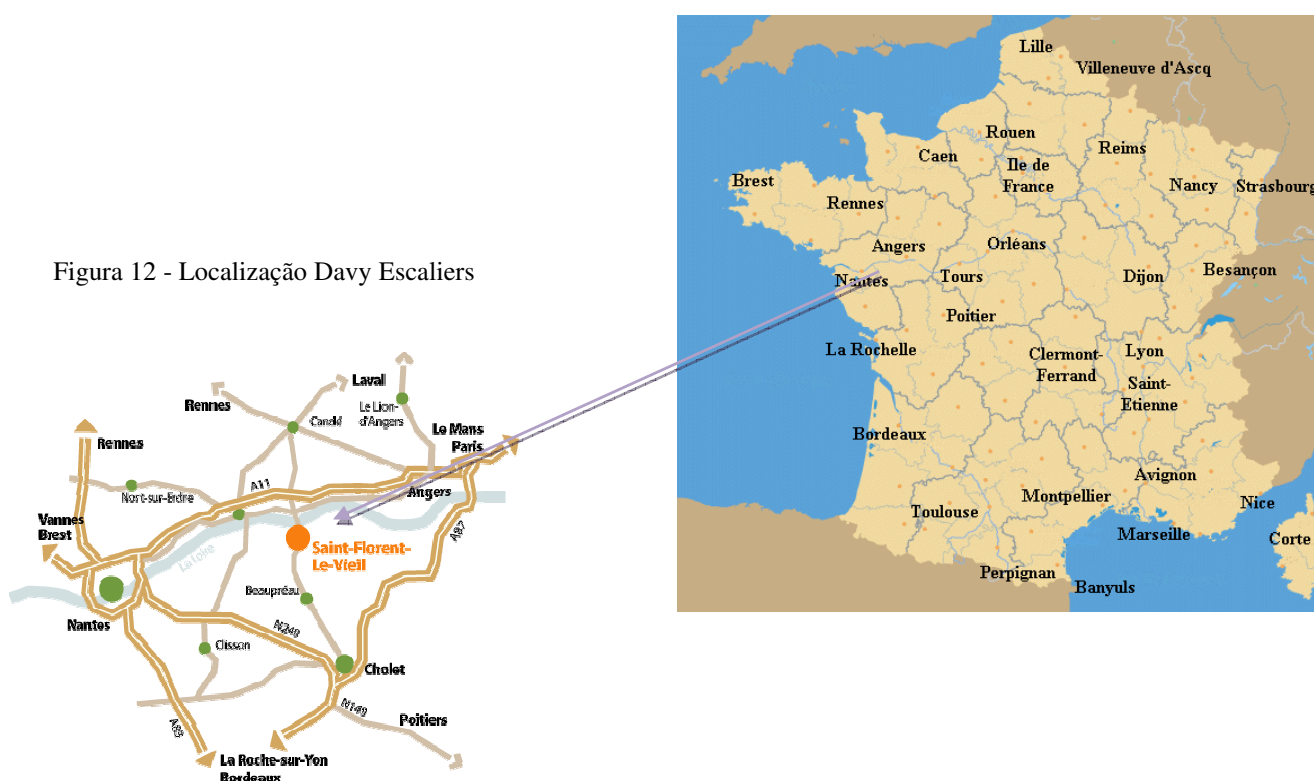 Figura 12 - Localização Davy Escaliers
Lille
Villeneuve d'Ascq
Rouen
Reims
Caen
Ile de
France
Nancy
Strasbourg
Brest
Rennes
Angers
Orléans
Nantes
Tours
Dijon
Besançon
Poitier
La Rochelle
Clermont-
Ferrand
Lyon
Saint-
Etienne
Bordeaux
Avignon
Montpellier
Nice
Toulouse
Marseille
Corte
Perpignan
Banyuls
Laval
Rennes
Le Lion-
d'Angers
Candé
Le Mans
Paris
Rennes
A11
Angers
Nort-sur-Erdre
Vannes
Brest
A87
La Loire
Saint-Florent-
Le-Vieil
Beaupréau
Nantes
N249
Clisson
Cholet
N149
Poitiers
A83
La Roche-sur-Yon
Bordeaux